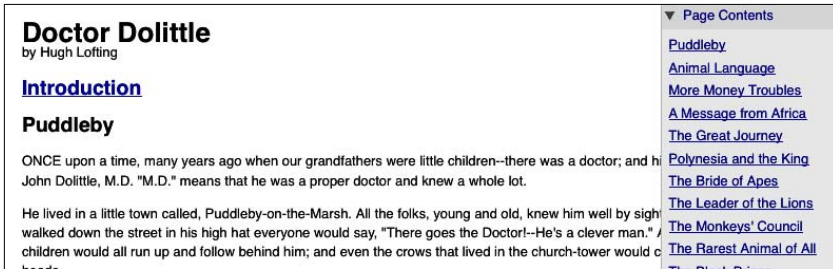 Doctor Dolittle
by Hugh Lofting
Introduction
Puddleby
ONCE upon a time, many years ago when our grandfathers were little children--there was a doctor; and
John Dolittle, M.D. "M.D." means that he was a proper doctor and knew a whole lot.
He lived in a little town called, Puddleby-on-the-Marsh. All the folks, young and old, knew him well by sight
walked down the street in his high hat everyone would say, "There goes the Doctor!--He's a clever man."
children would all run up and follow behind him; and even the crows that lived in the church-tower would
▼ Page Contents
Puddleby
Animal Language
More Money Troubles
A Message from Africa
The Great Journey
Polynesia and the King
The Bride of Apes
The Leader of the Lions
The Monkeys' Council
The Rarest Animal of All